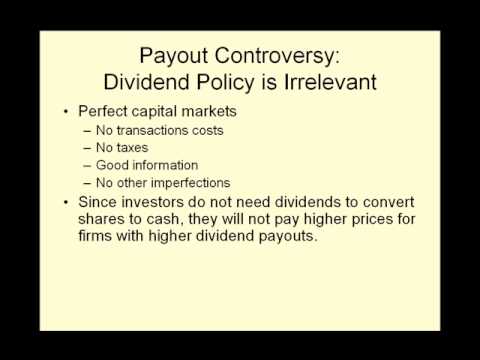 Payout Controversy:
Dividend Policy is Irrelevant
• Perfect capital markets
– No transactions costs
– No taxes
– Good information
– No other imperfections
• Since investors do not need dividends to convert
shares to cash, they will not pay higher prices for
firms with higher dividend payouts.